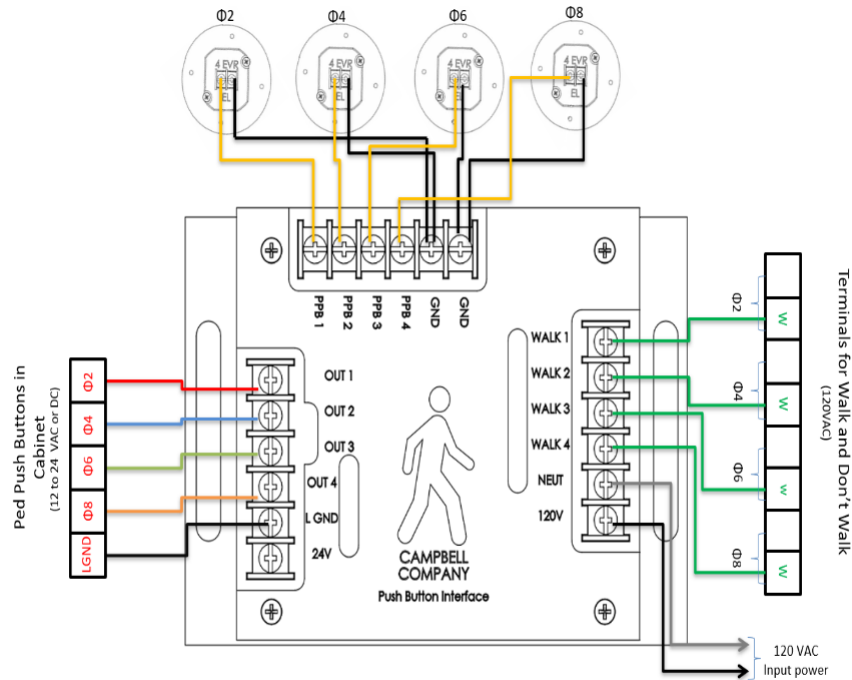 Φ2
Φ4
Φ6
Φ8
4 EVR
EL
4 EVR
EL
4 EVR
EL
4 EVR
EL
PPB 1
PPB 2
PPB 3
PPB 4
GND
GND
Ped Push Buttons in
Cabinet
(12 to 24 VAC or DC)
Φ2
Φ4
Φ6
Φ8
LGND
OUT 1
OUT 2
OUT 3
OUT 4
L GND
24V
WALK 1
WALK 2
WALK 3
WALK 4
NEUT
120V
CAMPBELL
COMPANY
Push Button Interface
Φ2
W
Φ4
W
Φ6
W
Φ8
W
Terminals for Walk and Don’t Walk
(120VAC)
120 VAC
Input power